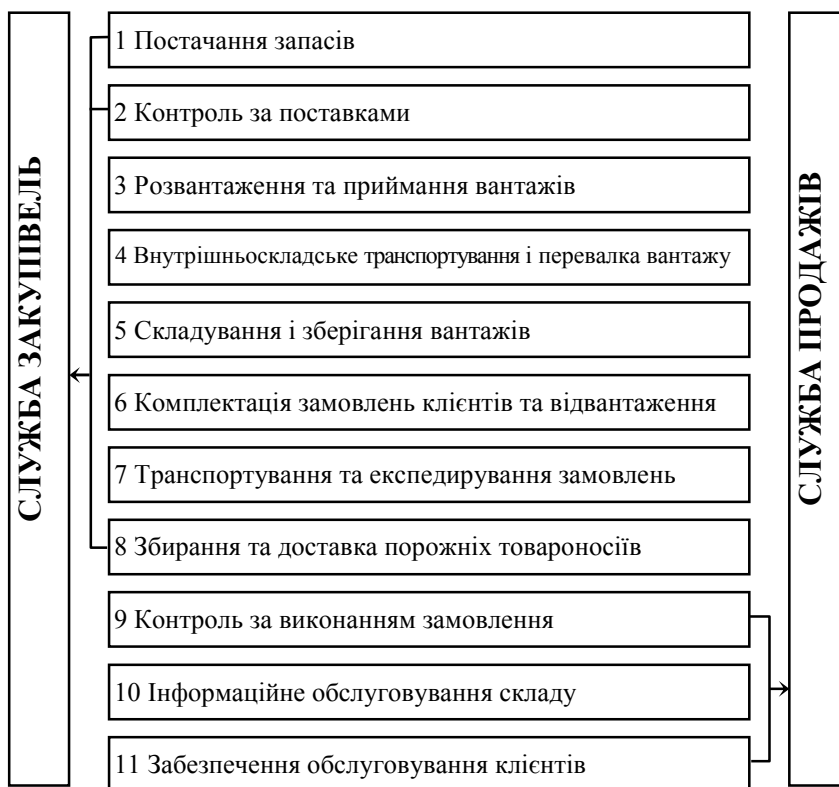 СЛУЖБА ЗАКУПІВЕЛЬ
1 Постачання запасів
2 Контроль за поставками
3 Розвантаження та приймання вантажів
4 Внутрішньоскладське транспортування і перевалка вантажу
5 Складування і зберігання вантажів
6 Комплектація замовлень клієнтів та відвантаження
7 Транспортування та експедирування замовлень
8 Збирання та доставка порожніх товароносіїв
9 Контроль за виконанням замовлення
10 Інформаційне обслуговування складу
11 Забезпечення обслуговування клієнтів
СЛУЖБА ПРОДАЖІВ